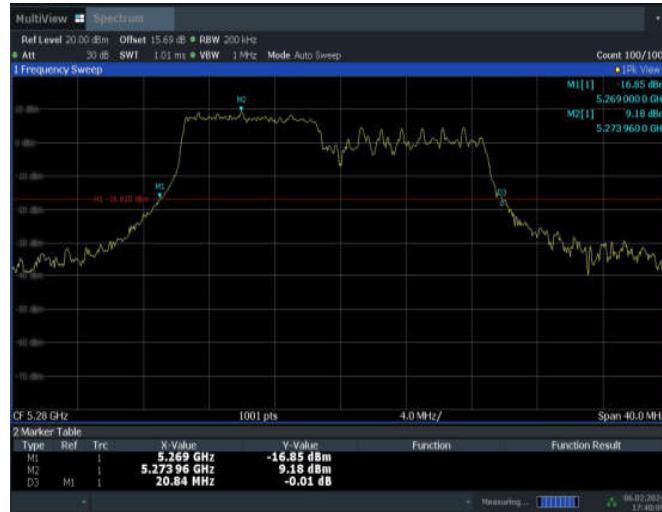 MultiView Spectrum
Ref Level 20.00 dBm Offset 15.69 dB RBW 200 kHz
Att 30 dB SWT 1.01 ms VBW 1 MHz Mode Auto Sweep Count 100/100
1 Frequency Sweep 1Pk View
M1[1] -16.85 dBm
5.269 000 0 GHz
M2[1] 9.18 dBm
5.273 960 0 GHz
M2
M1
D3
CF 5.28 GHz 1001 pts 4.0 MHz/ Span 40.0 MHz
2 Marker Table
Type Ref Trc X-Value Y-Value Function Function Result
M1 1 5.269 GHz -16.85 dBm
M2 1 5.273 96 GHz 9.18 dBm
D3 M1 1 20.84 MHz -0.01 dB
Measuring...